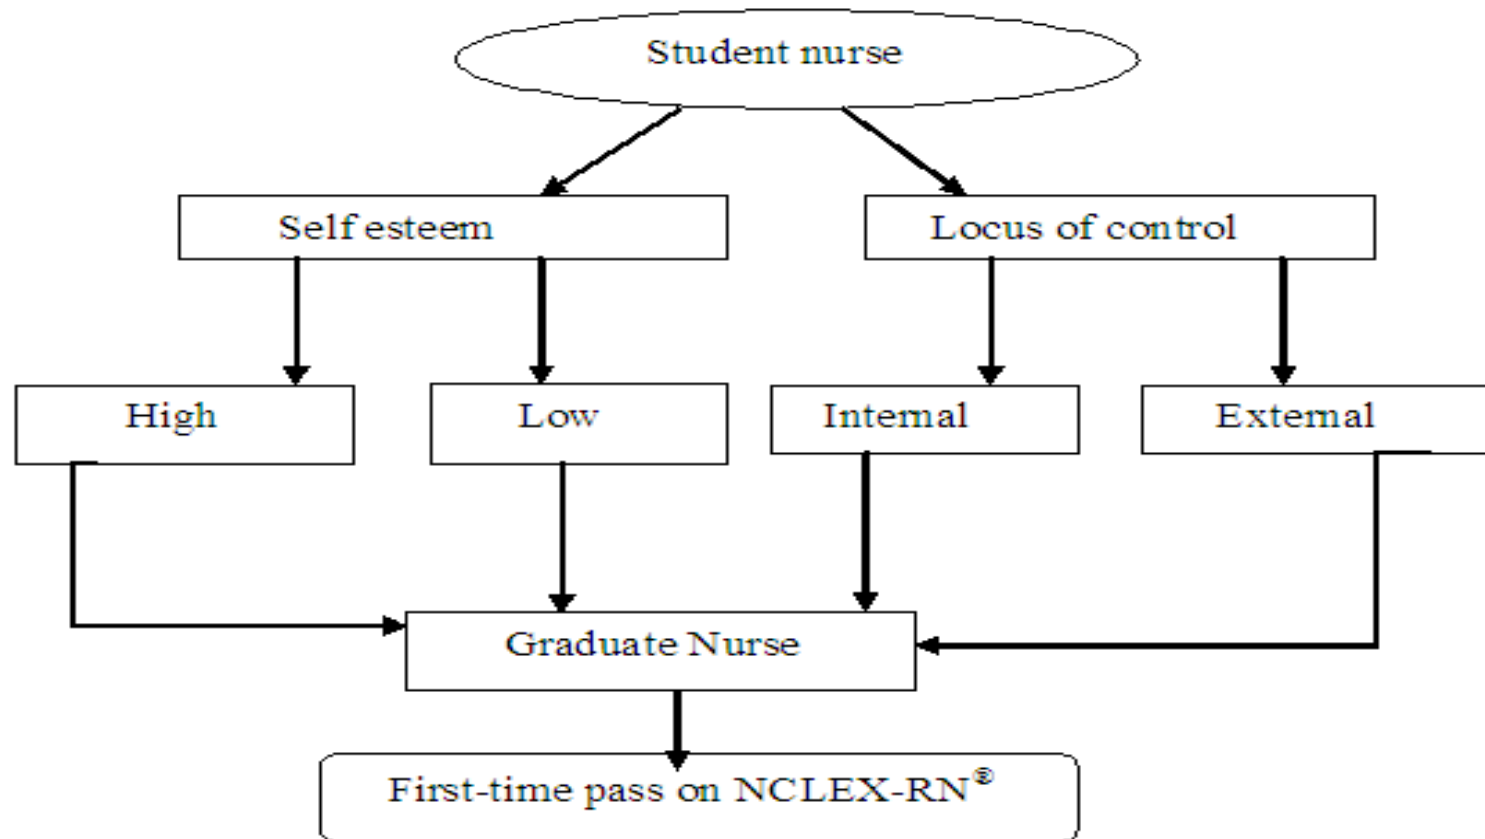 Student nurse
Self esteem
Locus of control
High
Low
Internal
External
Graduate Nurse
First-time pass on NCLEX-RN®